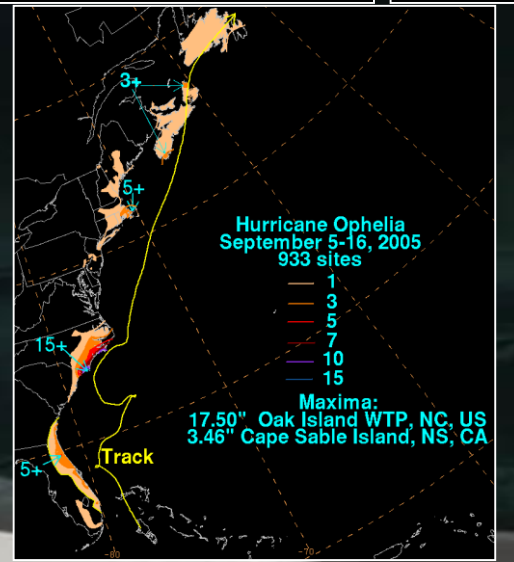 3+
5+
Hurricane Ophelia
September 5-16, 2005
933 sites
1
3
5
7
10
15
15+
Maxima:
17.50" Oak Island WTP, NC, US
3.46" Cape Sable Island, NS, CA
Track
5+
-80
-70